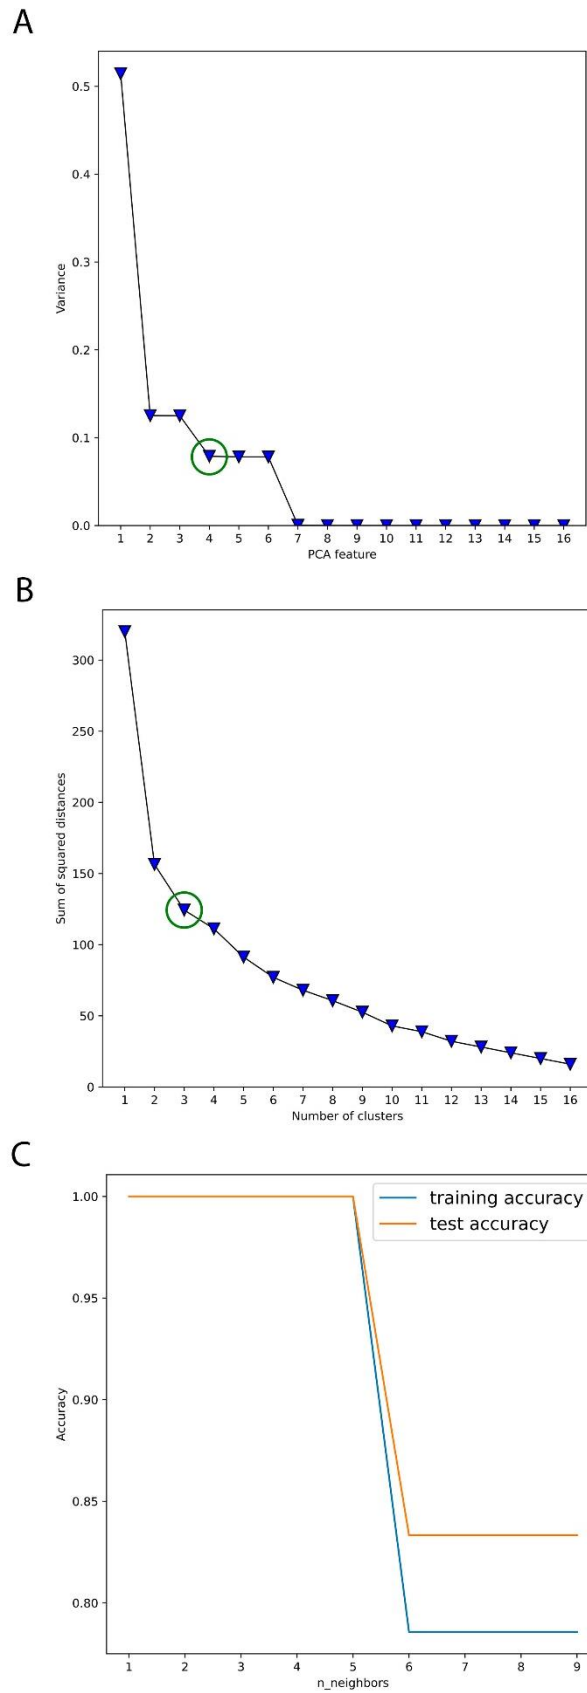 A
0.5
0.4
0.3
0.2
0.1
0.0
Variance
1 2 3 4 5 6 7 8 9 10 11 12 13 14 15 16
PCA feature
B
300
250
200
150
100
50
0
Sum of squared distances
1 2 3 4 5 6 7 8 9 10 11 12 13 14 15 16
Number of clusters
C
training accuracy
test accuracy
1.00
0.95
0.90
0.85
0.80
Accuracy
1 2 3 4 5 6 7 8 9
n_neighbors